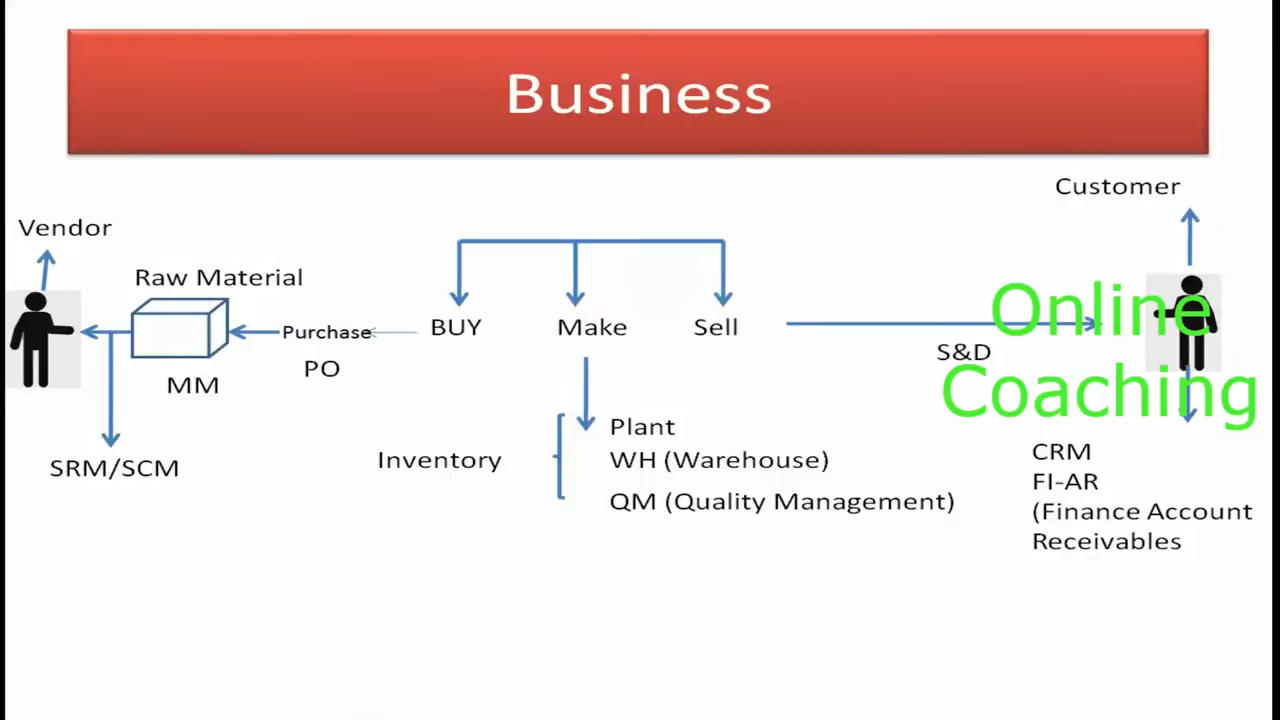 Business
Customer
Vendor
Raw Material
Purchase
BUY
Make
Sell
Online
S&D
PO
MM
Coaching
Plant
Inventory
WH (Warehouse)
SRM/SCM
QM (Quality Management)
CRM
FI-AR
(Finance Account
Receivables